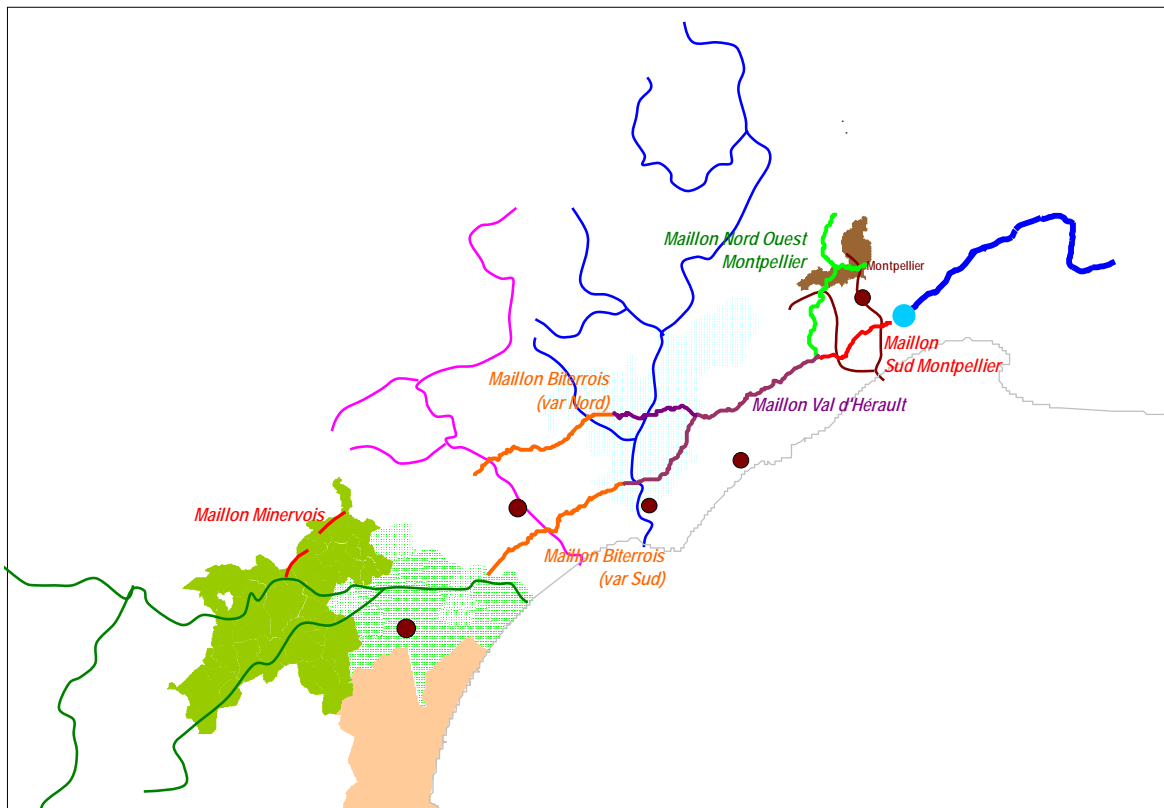 Maillon Nord Ouest
Montpellier
Montpellier
Maillon
Sud Montpellier
Maillon Biterrois
(var Nord)
Maillon Val d'Hérault
Maillon Minervois
Maillon Biterrois
(var Sud)